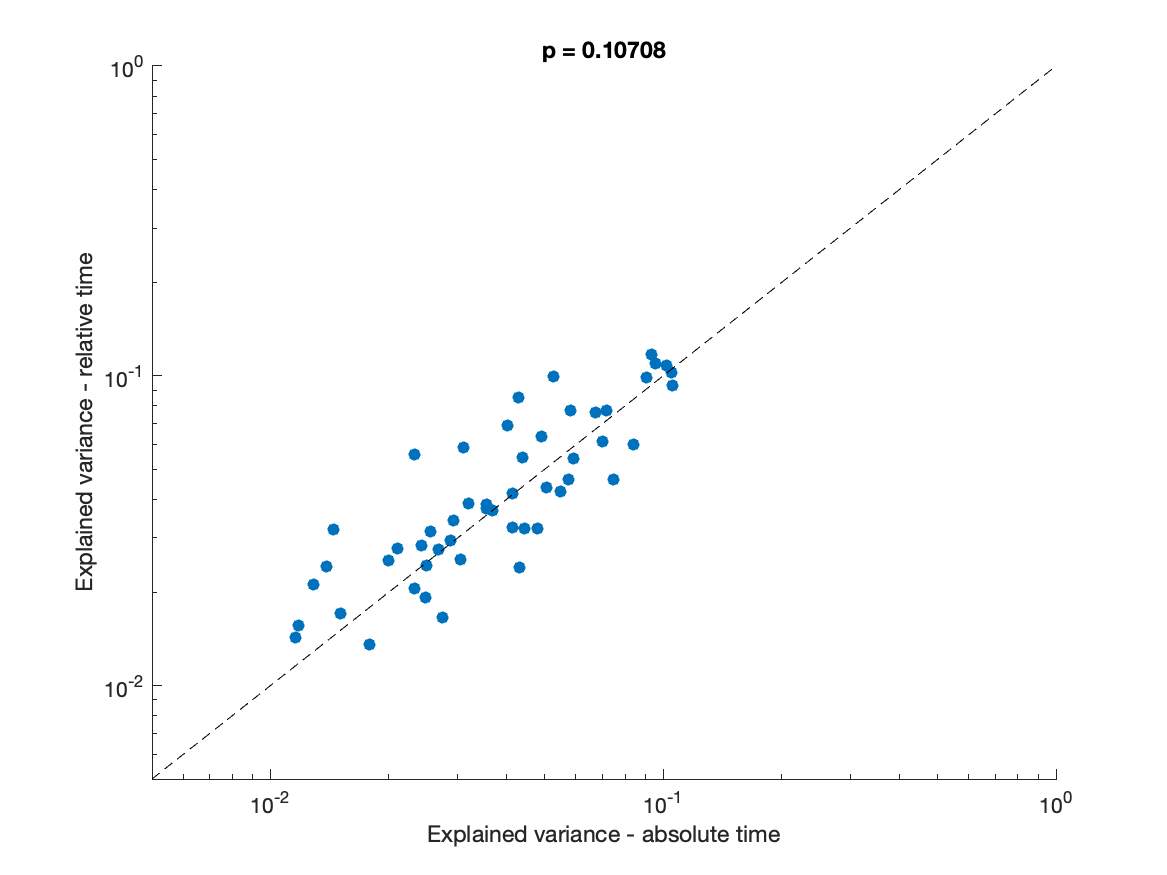 p = 0.10708
10^0
10^-1
10^-2
Explained variance - relative time
10^-2
10^-1
10^0
Explained variance - absolute time